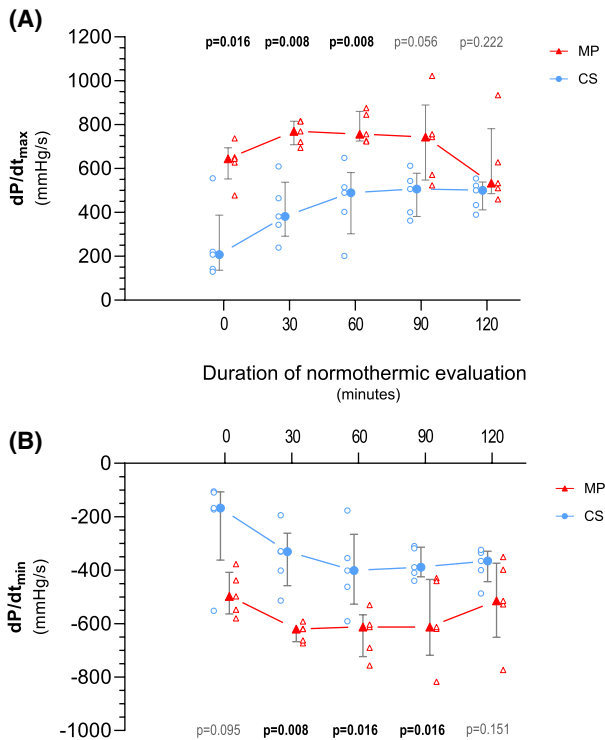 (A)
p=0.016 p=0.008 p=0.008 p=0.056 p=0.222
1200
1000
800
600
400
200
0
dP/dtmax
(mmHg/s)
MP
CS
0 30 60 90 120
Duration of normothermic evaluation
(minutes)
(B)
0 30 60 90 120
0
-200
-400
-600
-800
-1000
dP/dtmin
(mmHg/s)
MP
CS
p=0.095 p=0.008 p=0.016 p=0.016 p=0.151